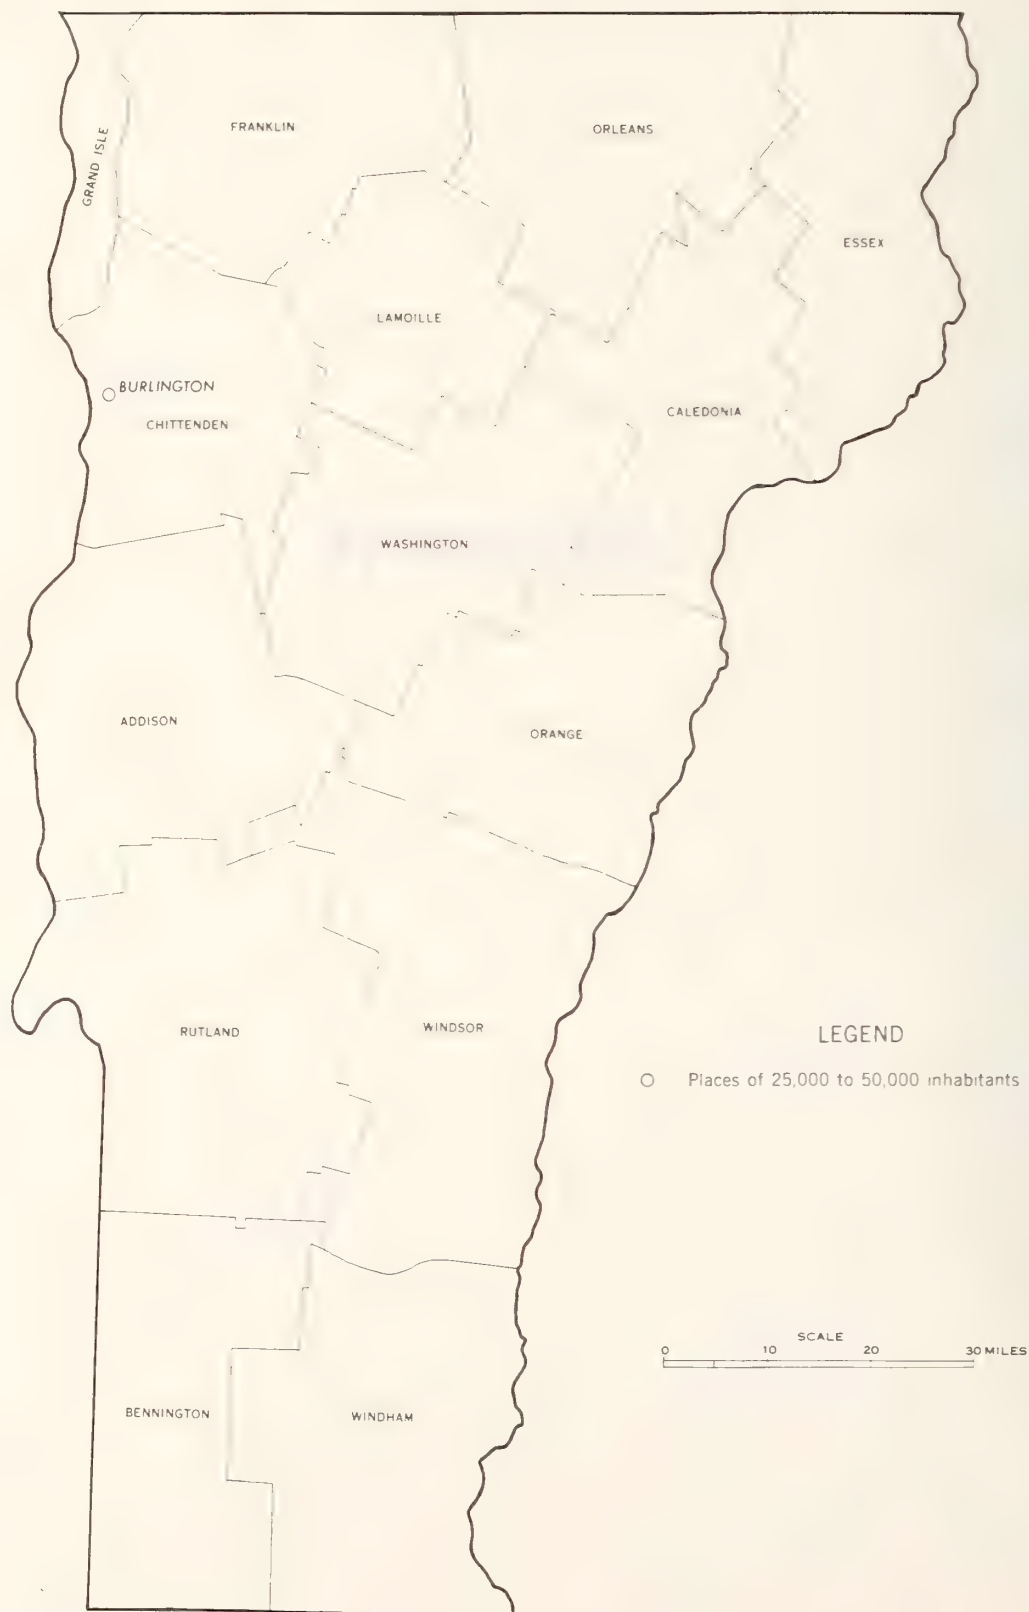 FRANKLIN
ORLEANS
GRAND ISLE
ESSEX
LAMOILLE
BURLINGTON
CHITTENDEN
CALEDONIA
WASHINGTON
ADDISON
ORANGE
RUTLAND
WINDSOR
LEGEND
Places of 25,000 to 50,000 inhabitants
SCALE
0 10 20 30 MILES
BENNINGTON
WINDHAM